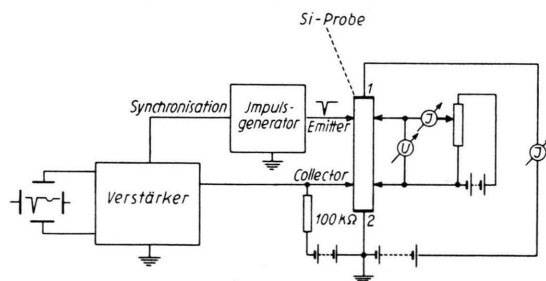 Si-Probe
1
Synchronisation
Jmpuls-
generator
Emitter
J
J
U
Collector
Verstärker
100 kΩ
2